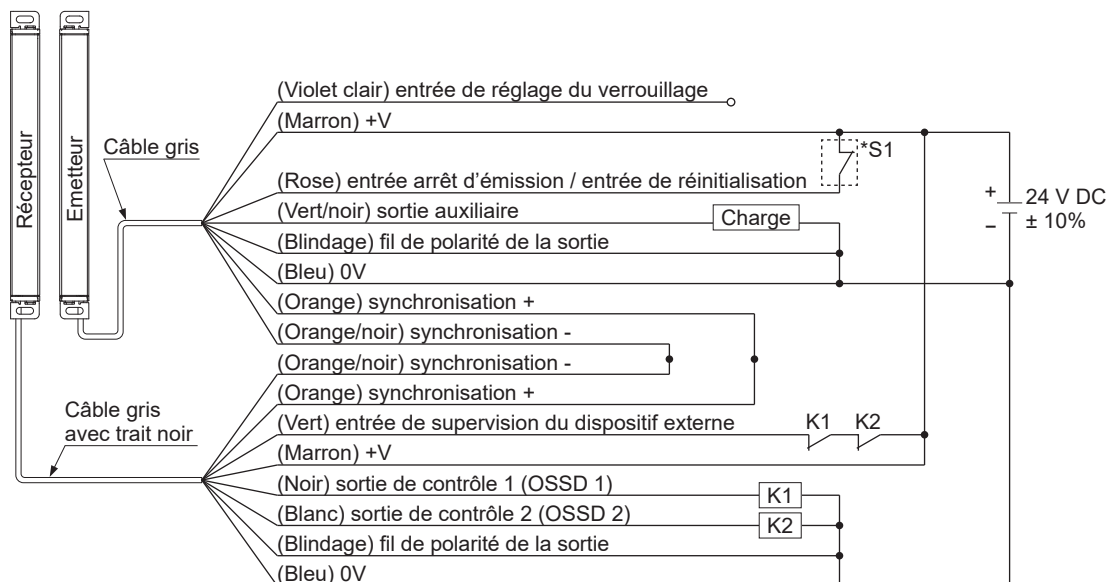 Récepteur
Emetteur
Câble gris
(Violet clair) entrée de réglage du verrouillage
(Marron) +V
*S1
(Rose) entrée arrêt d'émission / entrée de réinitialisation
(Vert/noir) sortie auxiliaire
Charge
(Blindage) fil de polarité de la sortie
(Bleu) 0V
+
−
24 V DC
± 10%
(Orange) synchronisation +
(Orange/noir) synchronisation -
(Orange/noir) synchronisation -
(Orange) synchronisation +
Câble gris
avec trait noir
(Vert) entrée de supervision du dispositif externe
K1
K2
(Marron) +V
(Noir) sortie de contrôle 1 (OSSD 1)
K1
(Blanc) sortie de contrôle 2 (OSSD 2)
K2
(Blindage) fil de polarité de la sortie
(Bleu) 0V